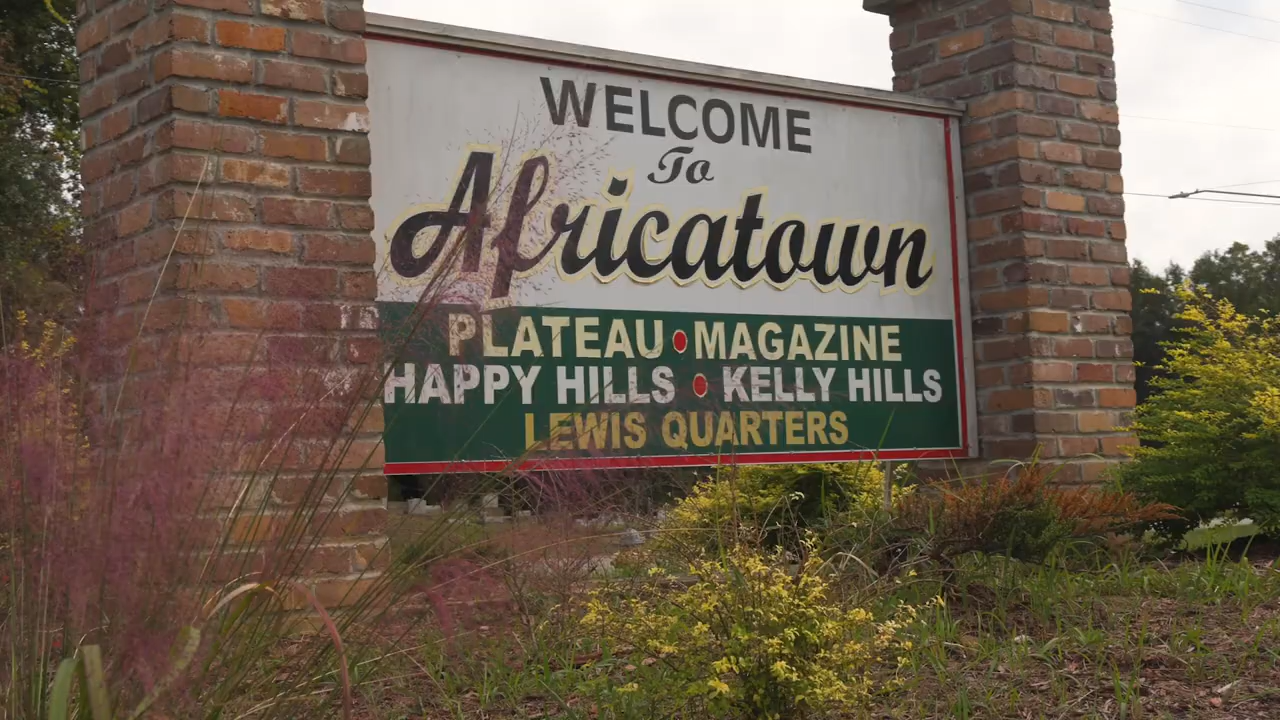 WELCOME
To
Africatown
PLATEAU • MAGAZINE
HAPPY HILLS • KELLY HILLS
LEWIS QUARTERS